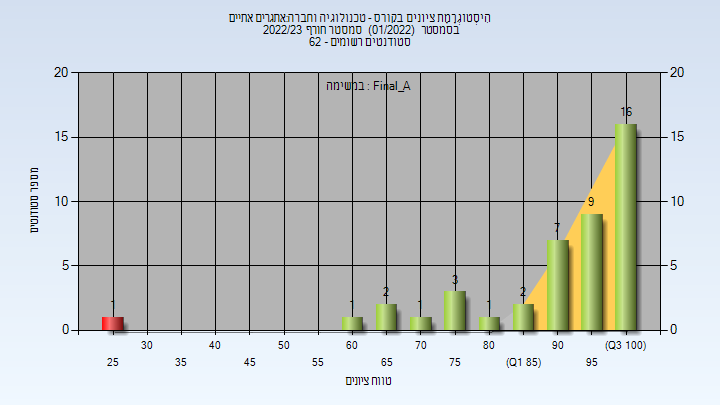 היסטוגרמת ציונים בקורס - טכנולוגיה וחברה:אתגרים אתיים
בסמסטר (01/2022) סמסטר חורף 2022/23
סטודנטים רשומים - 62
במשימה : Final_A
מספר סטודנטים
20 20
15 15
10 10
5 5
0 0
1 1 2 1 3 1 2 7 9 16
30 40 50 60 70 80 90 (Q3 100)
25 35 45 55 65 75 (Q1 85) 95
טווח ציונים